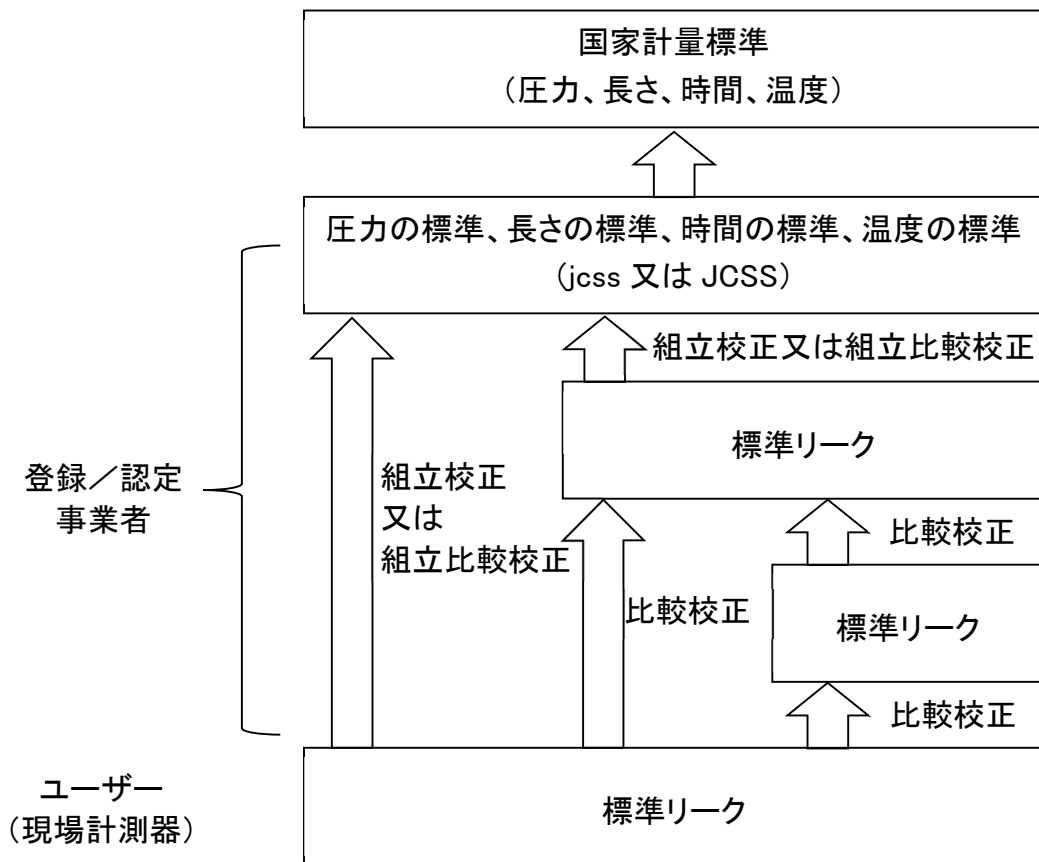 国家計量標準
（圧力、長さ、時間、温度）
圧力の標準、長さの標準、時間の標準、温度の標準
（jcss 又は JCSS）
組立校正又は組立比較校正
標準リーク
登録／認定
事業者
組立校正
又は
組立比較校正
比較校正
比較校正
標準リーク
比較校正
ユーザー
（現場計測器）
標準リーク